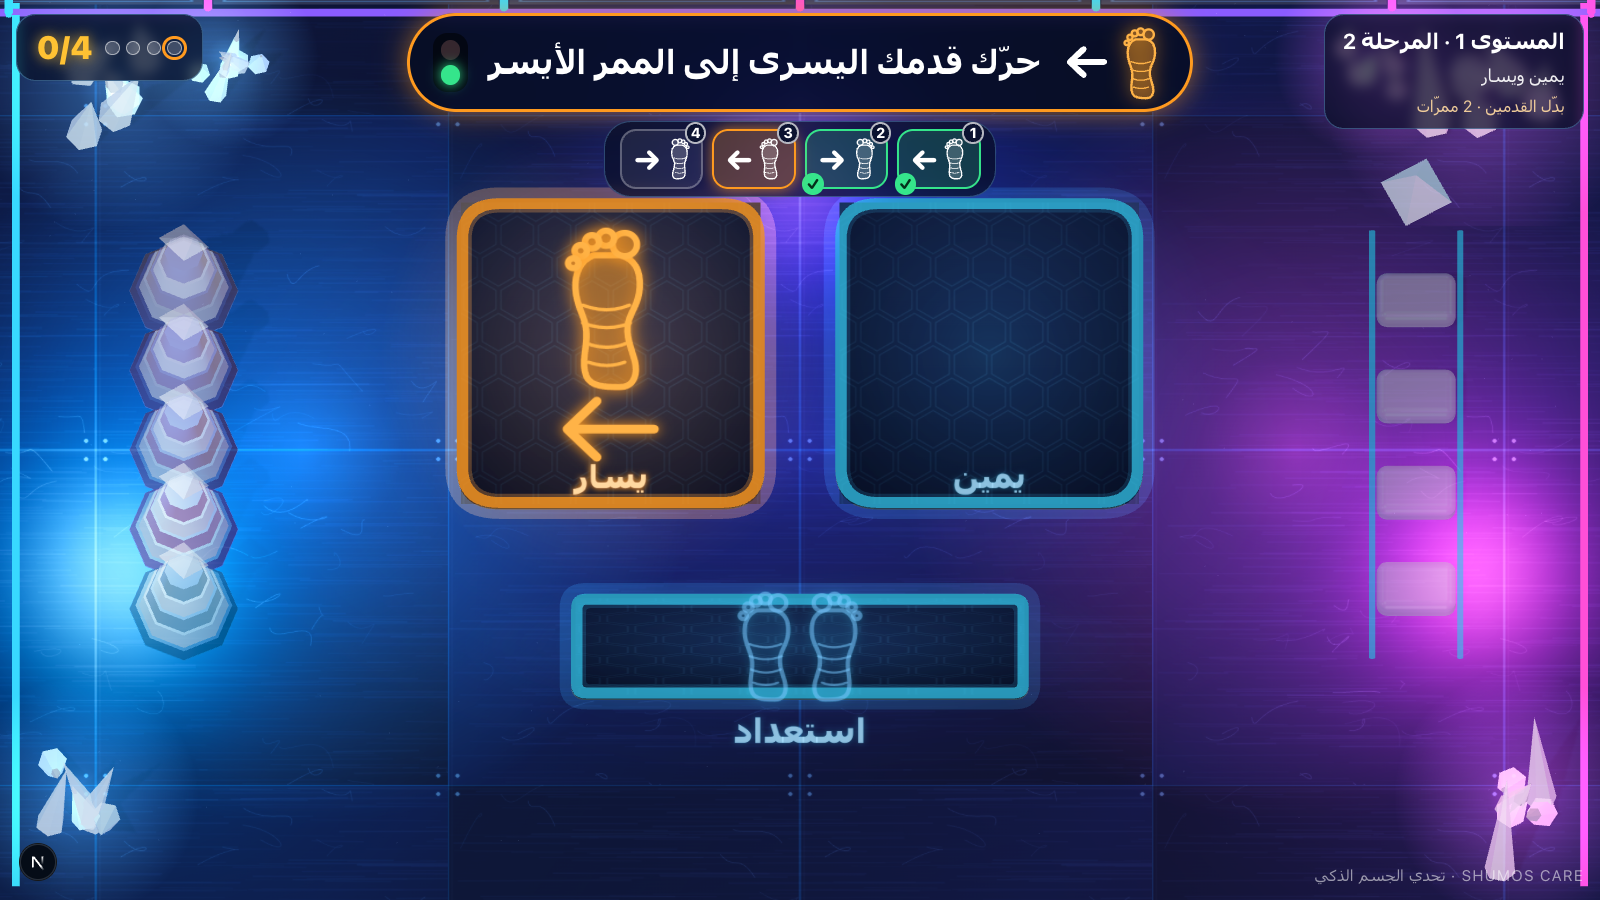 المستوى 1 · المرحلة 2
يمين ويسار
بدّل القدمين · 2 ممرّات
حرّك قدمك اليسرى إلى الممر الأيسر
0/4
1
2
3
4
يمين
يسار
استعداد
N
SHUMOS CARE · تحدي الجسم الذكي